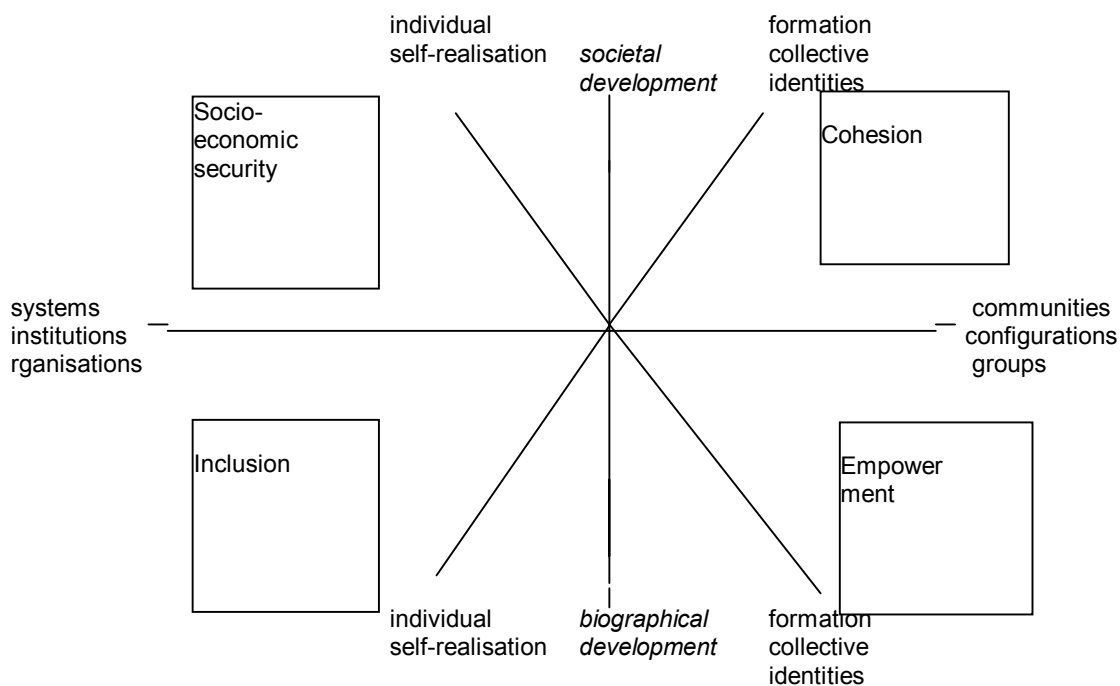 individual
self-realisation
societal
development
formation
collective
identities
Socio-
economic
security
Cohesion
systems
institutions
rganisations
communities
configurations
groups
Inclusion
Empower
ment
individual
self-realisation
biographical
development
formation
collective
identities